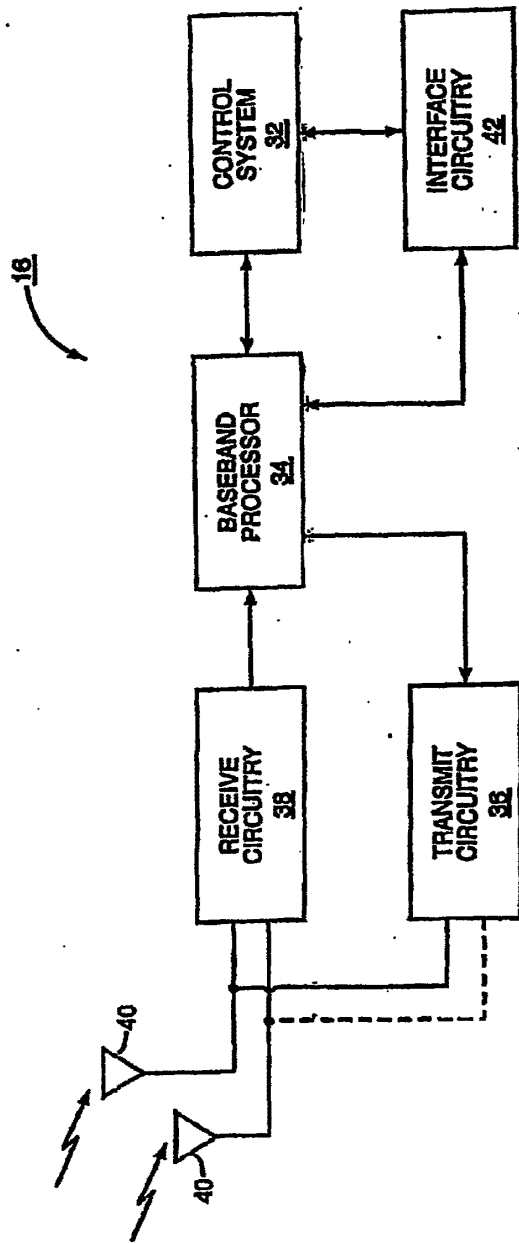 16
40
40
RECEIVE
CIRCUITRY
38
BASEBAND
PROCESSOR
34
CONTROL
SYSTEM
32
TRANSMIT
CIRCUITRY
36
INTERFACE
CIRCUITRY
42